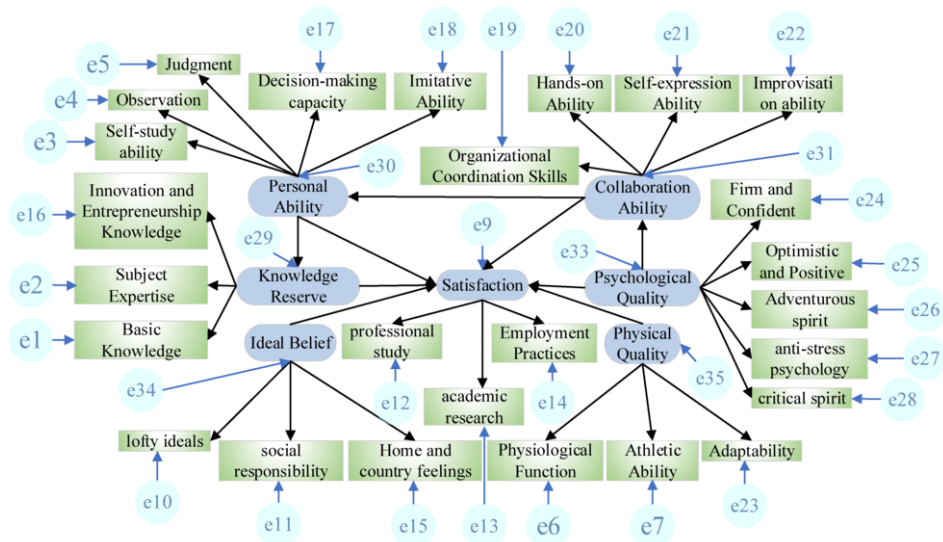 e17
e18
e19
e20
e21
e22
e5
Judgment
Decision-making
capacity
Imitative
Ability
Hands-on
Ability
Self-expression
Ability
Improvisati
on ability
e4
Observation
e3
Self-study
ability
e30
Organizational
Coordination Skills
e31
Personal
Ability
Collaboration
Ability
Firm and
Confident
e24
e16
Innovation and
Entrepreneurship
Knowledge
e29
e9
e33
Optimistic
and Positive
e25
e2
Subject
Expertise
Knowledge
Reserve
Satisfaction
Psychological
Quality
Adventurous
spirit
e26
e1
Basic
Knowledge
Ideal Belief
professional
study
Employment
Practices
Physical
Quality
anti-stress
psychology
e27
e34
e12
e14
e35
critical spirit
e28
academic
research
lofty ideals
social
responsibility
Home and
country feelings
Physiological
Function
Athletic
Ability
Adaptability
e10
e11
e15
e13
e6
e7
e23